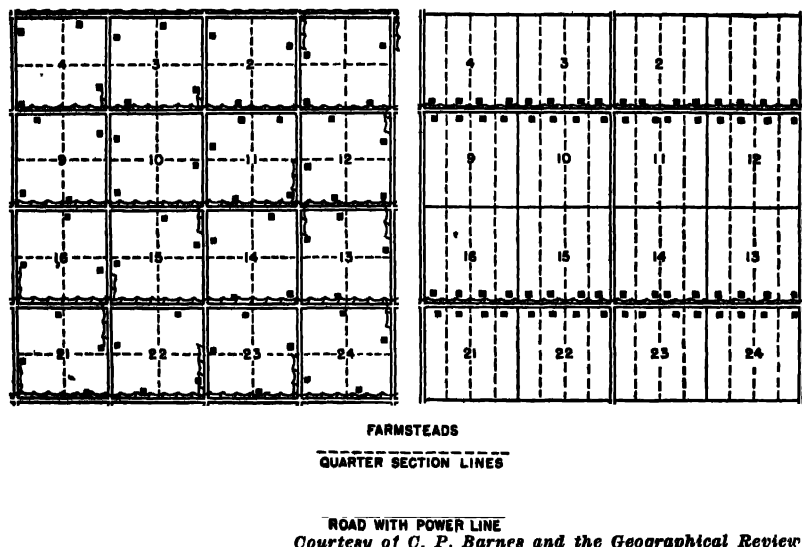 4 3 2 1 4 3 2
9 10 11 12 9 10 11 12
16 15 14 13 16 15 14 13
21 22 23 24 21 22 23 24
FARMSTEADS
QUARTER SECTION LINES
ROAD WITH POWER LINE
Courtesy of C. P. Barnes and the Geographical Review